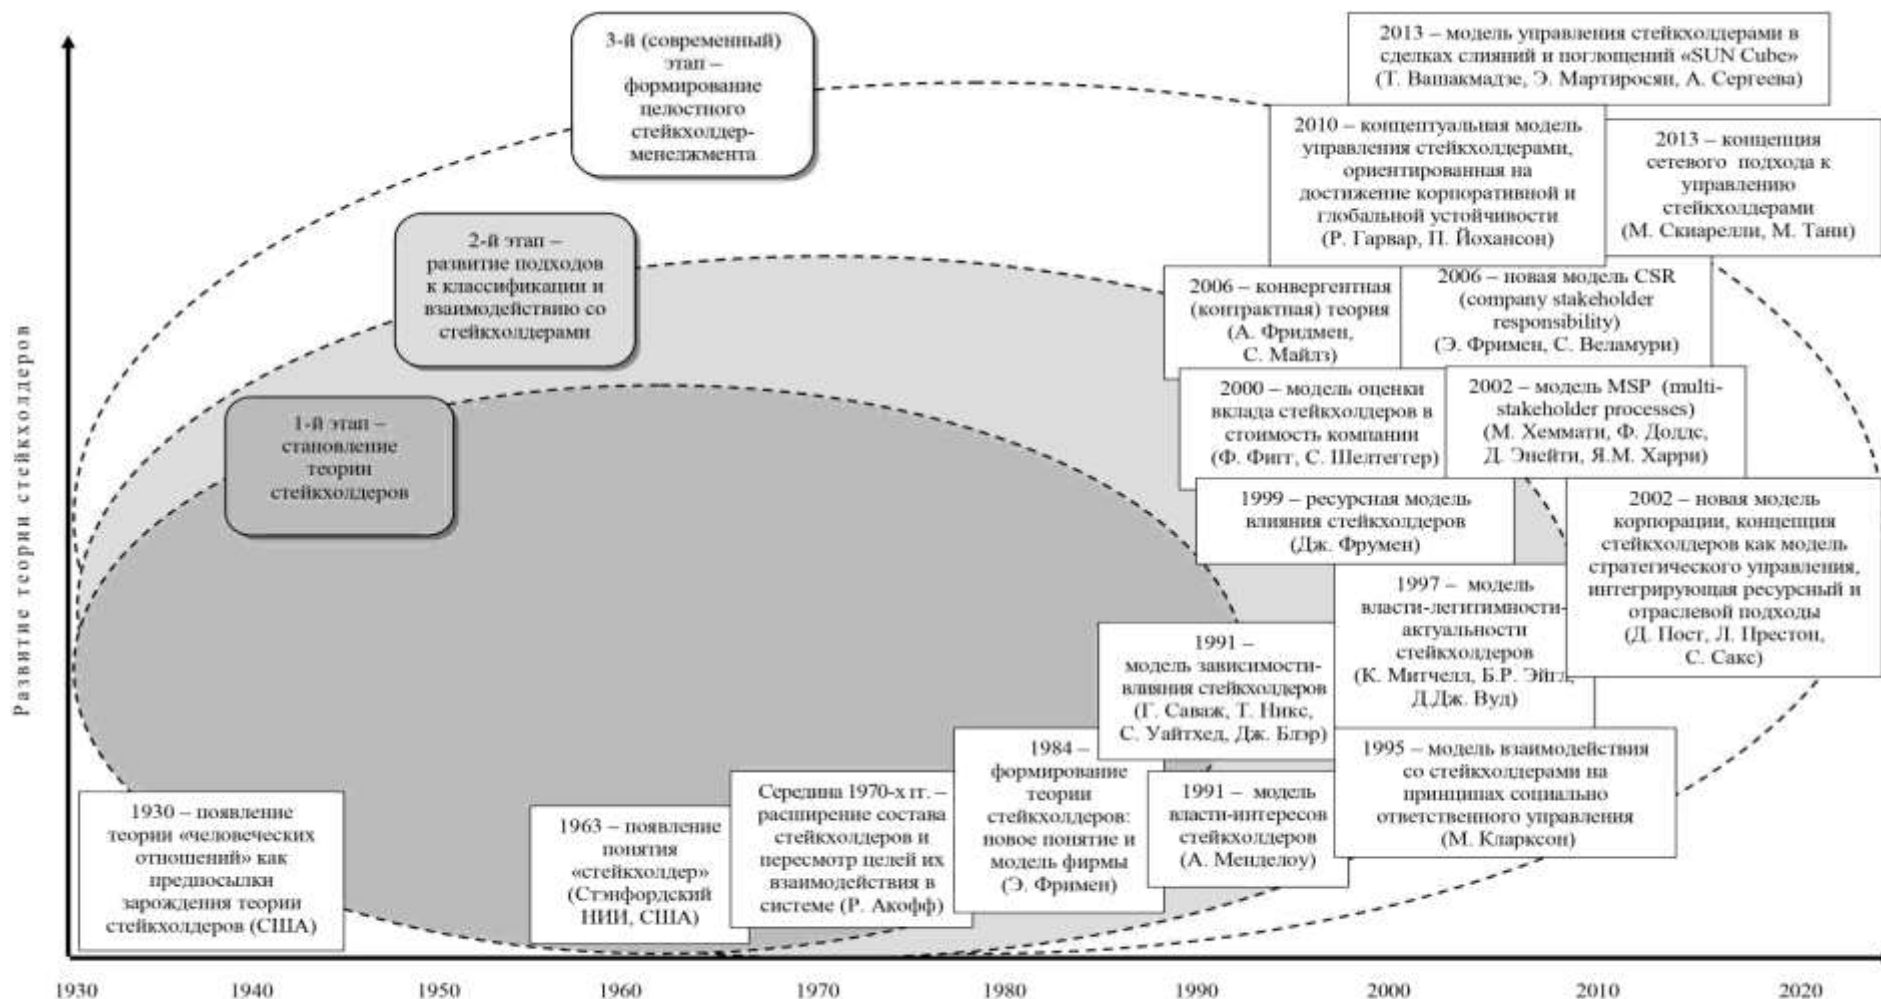 Развитие теории стейкхоллеров
3-й (современный)
этап –
формирование
целостного
стейкхолдер-
менелжмента
2-й этап –
развитие подходов
к классификации и
взаимодействию со
стейкхолдерами
1-й этап –
становление
теории
стейкхолдеров
2013 – модель управления стейкхолдерами в
сделках слияний и поглощений «SUN Cube»
(Т. Вашакмадзе, Э. Мартиросян, А. Сергеева)
2010 – концептуальная модель
управления стейкхолдерами,
ориентированная на
достижение корпоративной и
глобальной устойчивости
(Р. Гарвар, П. Йохансон)
2013 – концепция
сетевого подхода к
управлению
стейкхолдерами
(М. Скиарелли, М. Тани)
2006 – конвергентная
(контрактная) теория
(А. Фридмен,
С. Майлз)
2006 – новая модель CSR
(company stakeholder
responsibility)
(Э. Фримен, С. Веламури)
2000 – модель оценки
вклада стейкхолдеров в
стоимость компании
(Ф. Фигг, С. Шелтеггер)
2002 – модель MSP (multi-
stakeholder processes)
(М. Хеммати, Ф. Доддс,
Д. Энейти, Я.М. Харри)
1999 – ресурсная модель
влияния стейкхолдеров
(Дж. Фрумен)
2002 – новая модель
корпорации, концепция
стейкхолдеров как модель
стратегического управления,
интегрирующая ресурсный и
отраслевой подходы
(Д. Пост, Л. Престон,
С. Сакс)
1997 – модель
власти-легитимности-
актуальности
стейкхолдеров
(К. Митчелл, Б.Р. Эйгл,
Д.Дж. Вуд)
1991 –
модель зависимости-
влияния стейкхолдеров
(Г. Саваж, Т. Никс,
С. Уайтхед, Дж. Блэр)
1995 – модель взаимодействия
со стейкхолдерами на
принципах социально
ответственного управления
(М. Кларксон)
1991 – модель
власти-интересов
стейкхолдеров
(А. Менделоу)
1984 –
формирование
теории
стейкхолдеров:
новое понятие и
модель фирмы
(Э. Фримен)
Середина 1970-х гг. –
расширение состава
стейкхолдеров и
пересмотр целей их
взаимодействия в
системе (Р. Акофф)
1963 – появление
понятия
«стейкхолдер»
(Стэнфордский
НИИ, США)
1930 – появление
теории «человеческих
отношений» как
предпосылки
зарождения теории
стейкхолдеров (США)
1930 1940 1950 1960 1970 1980 1990 2000 2010 2020